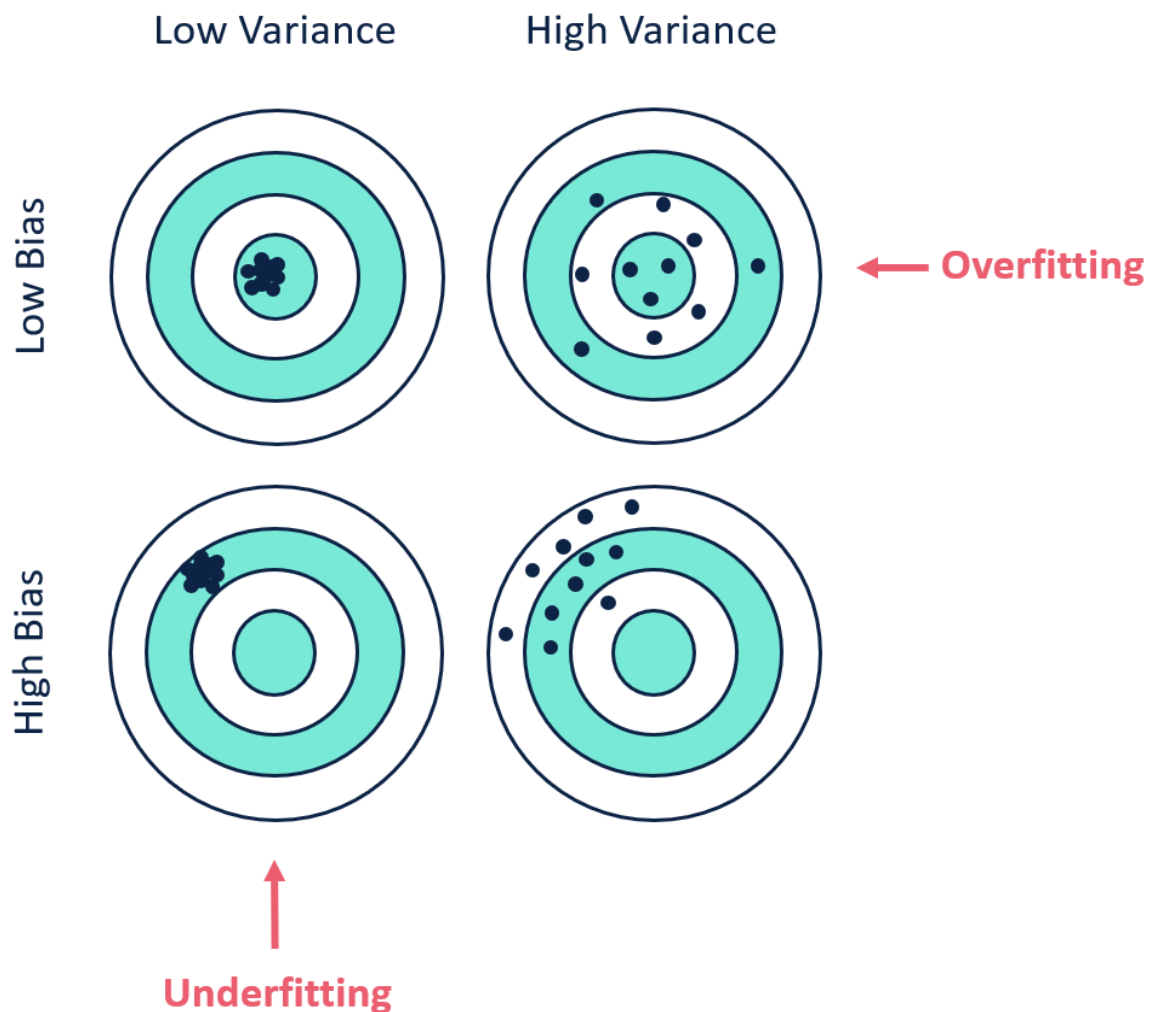 Low Variance
High Variance
Low Bias
Overfitting
High Bias
Underfitting